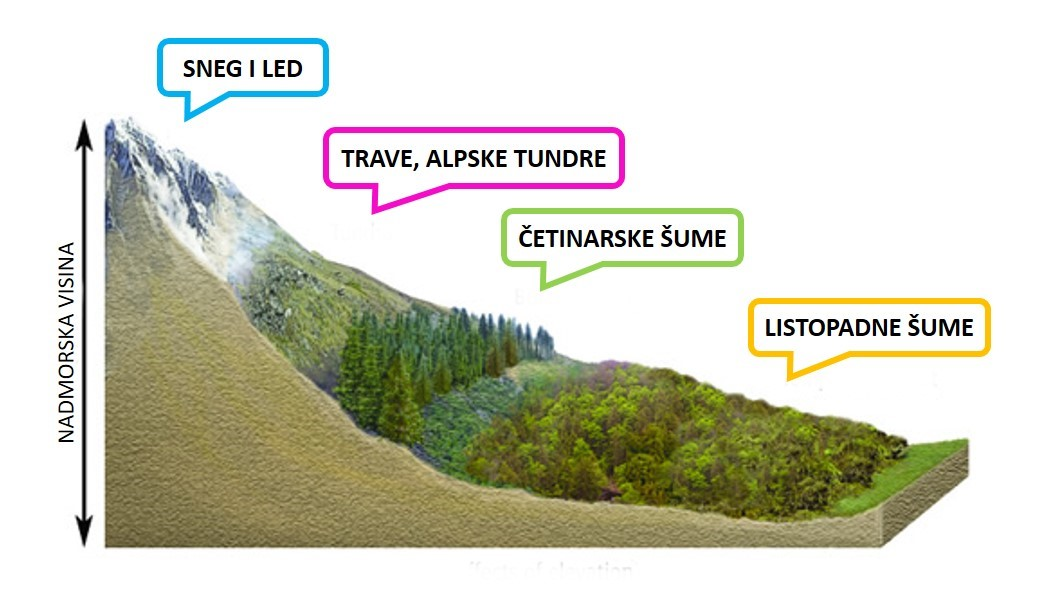 SNEG I LED
TRAVE, ALPSKE TUNDRE
ČETINARSKE ŠUME
LISTOPADNE ŠUME
NADMORSKA VISINA